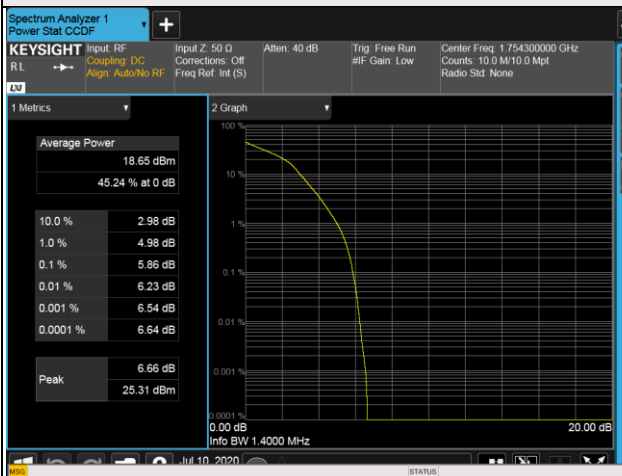 Spectrum Analyzer 1
Power Stat CCDF
+
KEYSIGHT
RL
LXI
Input: RF
Coupling: DC
Align: Auto/No RF
Input Z: 50 Ω
Corrections: Off
Freq Ref: Int (S)
Atten: 40 dB
Trig: Free Run
#IF Gain: Low
Center Freq: 1.754300000 GHz
Counts: 10.0 M/10.0 Mpt
Radio Std: None
1 Metrics
Average Power
18.65 dBm
45.24 % at 0 dB
10.0 % 2.98 dB
1.0 % 4.98 dB
0.1 % 5.86 dB
0.01 % 6.23 dB
0.001 % 6.54 dB
0.0001 % 6.64 dB
Peak
6.66 dB
25.31 dBm
2 Graph
100 %
10 %
1 %
0.1 %
0.01 %
0.001 %
0.0001 %
0.00 dB
20.00 dB
Info BW 1.4000 MHz
Jul 10, 2020
MSG
STATUS